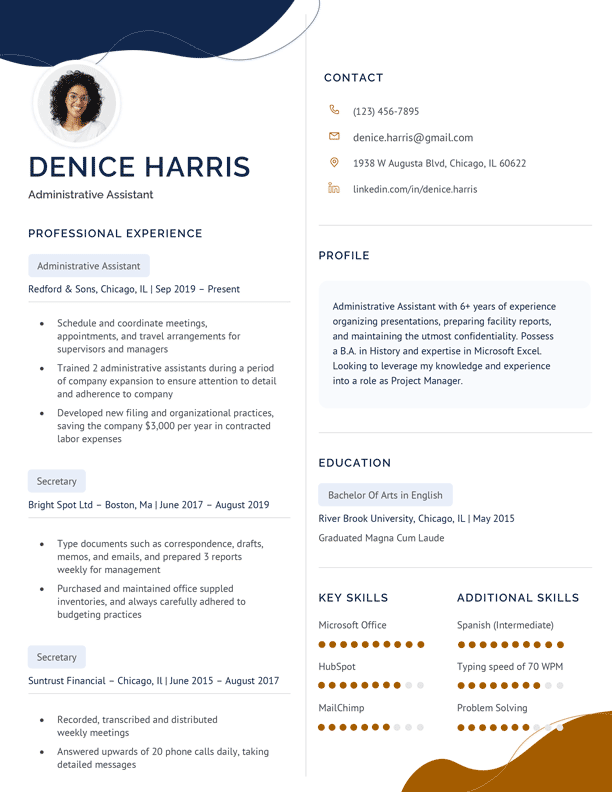 DENICE HARRIS
Administrative Assistant
PROFESSIONAL EXPERIENCE
Administrative Assistant
Redford & Sons, Chicago, IL | Sep 2019 – Present
Schedule and coordinate meetings,
appointments, and travel arrangements for
supervisors and managers
Trained 2 administrative assistants during a period
of company expansion to ensure attention to detail
and adherence to company
Developed new filing and organizational practices,
saving the company $3,000 per year in contracted
labor expenses
Secretary
Bright Spot Ltd – Boston, Ma | June 2017 – August 2019
Type documents such as correspondence, drafts,
memos, and emails, and prepared 3 reports
weekly for management
Purchased and maintained office suppled
inventories, and always carefully adhered to
budgeting practices
Secretary
Suntrust Financial – Chicago, Il | June 2015 – August 2017
Recorded, transcribed and distributed
weekly meetings
Answered upwards of 20 phone calls daily, taking
detailed messages
CONTACT
(123) 456-7895
denice.harris@gmail.com
1938 W Augusta Blvd, Chicago, IL 60622
linkedin.com/in/denice.harris
PROFILE
Administrative Assistant with 6+ years of experience
organizing presentations, preparing facility reports,
and maintaining the utmost confidentiality. Possess
a B.A. in History and expertise in Microsoft Excel.
Looking to leverage my knowledge and experience
into a role as Project Manager.
EDUCATION
Bachelor Of Arts in English
River Brook University, Chicago, IL | May 2015
Graduated Magna Cum Laude
KEY SKILLS
Microsoft Office
HubSpot
MailChimp
ADDITIONAL SKILLS
Spanish (Intermediate)
Typing speed of 70 WPM
Problem Solving